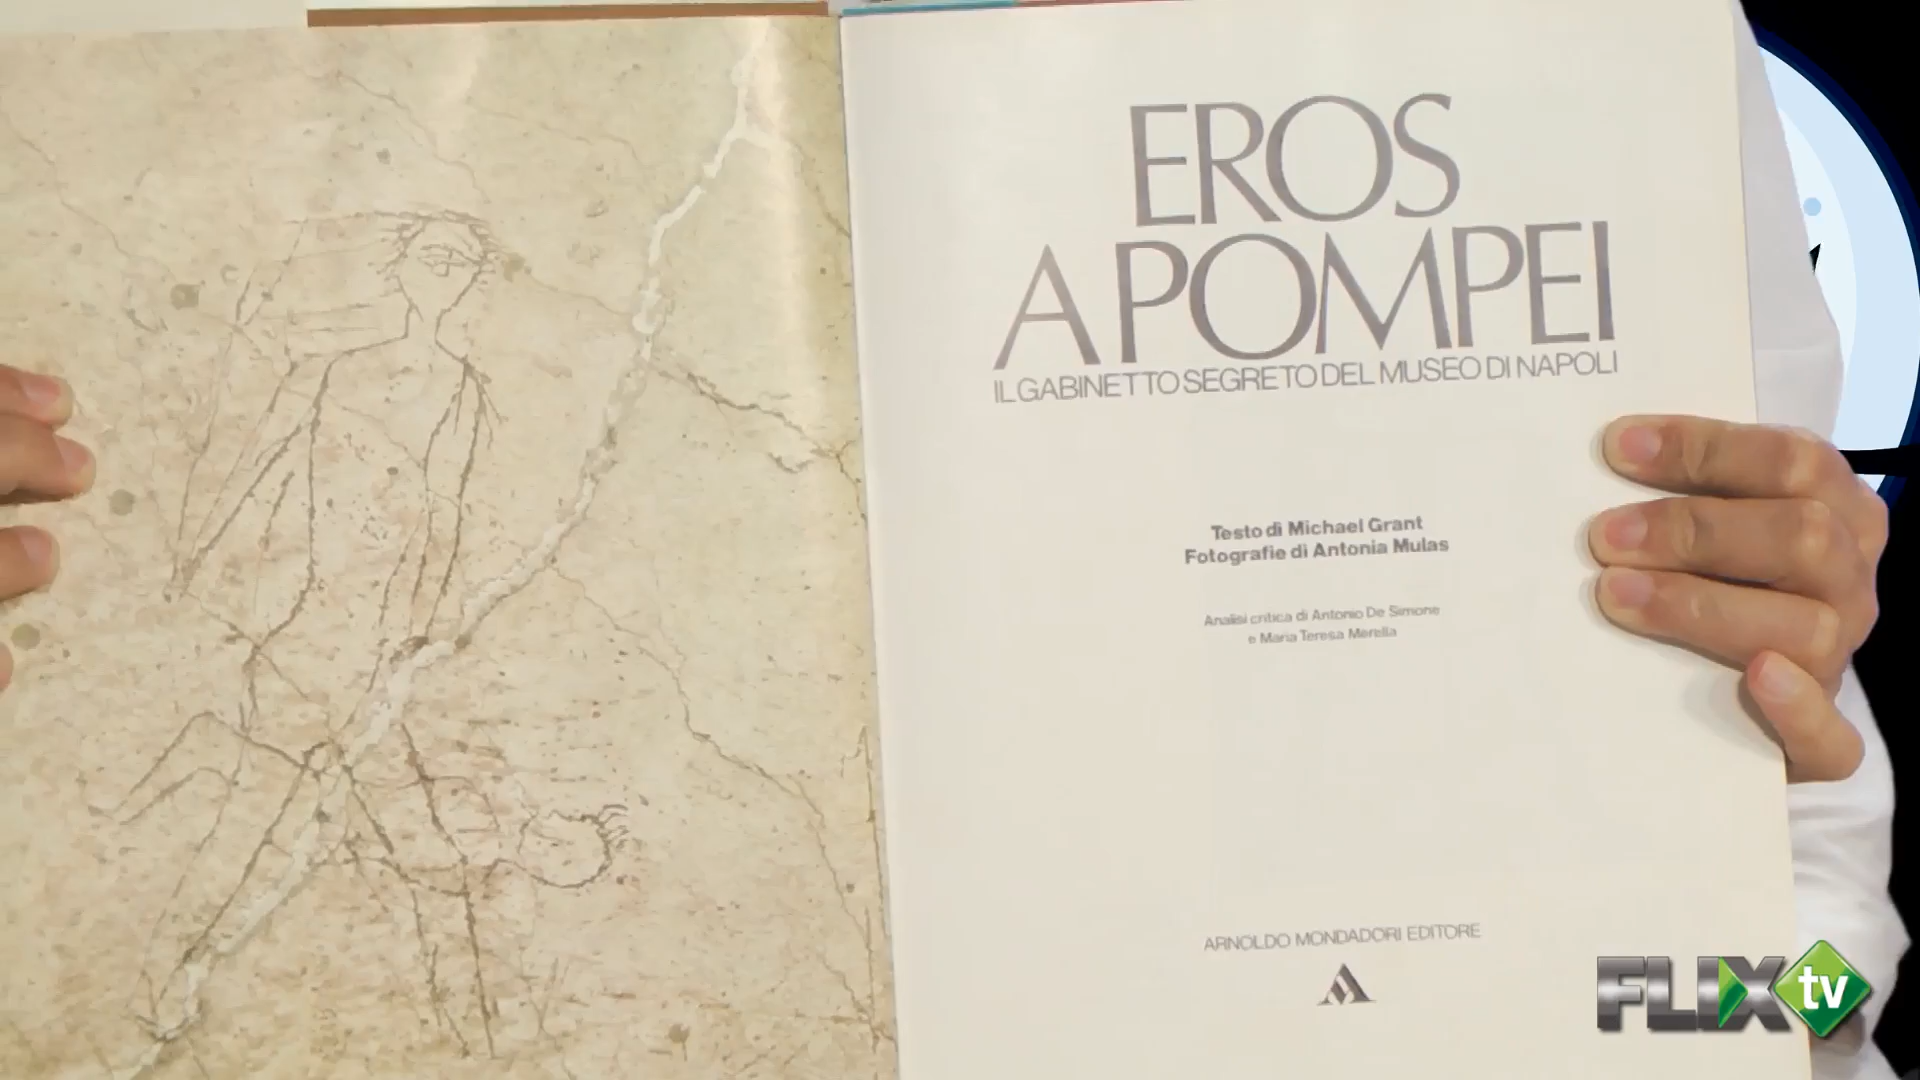 EROS
A POMPEI
IL GABINETTO SEGRETO DEL MUSEO DI NAPOLI
Testo di Michael Grant
Fotografie di Antonia Mulas
Analisi critica di Antonio De Simone
e Maria Teresa Merella
ARNOLDO MONDADORI EDITORE
FLIX tv